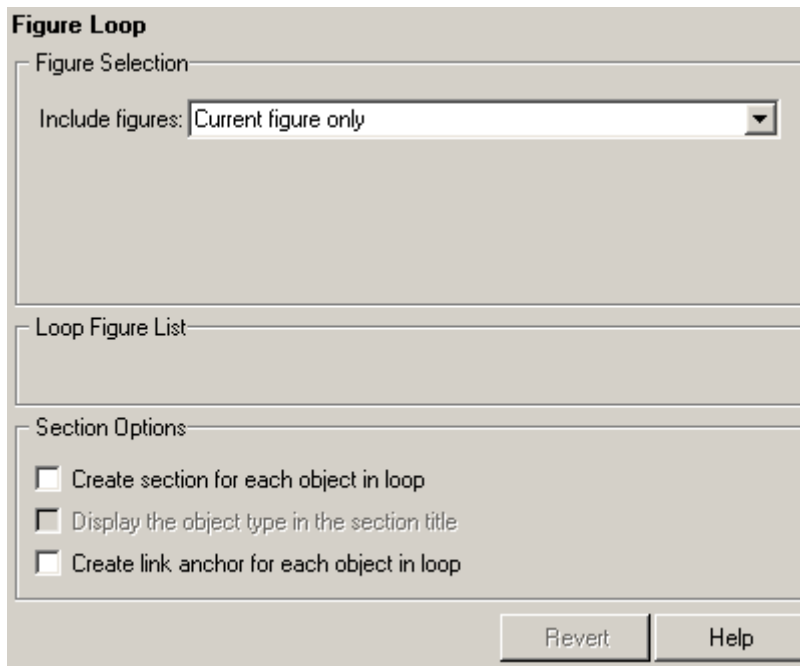 Figure Loop
Figure Selection
Include figures: Current figure only
Loop Figure List
Section Options
Create section for each object in loop
Display the object type in the section title
Create link anchor for each object in loop
Revert Help